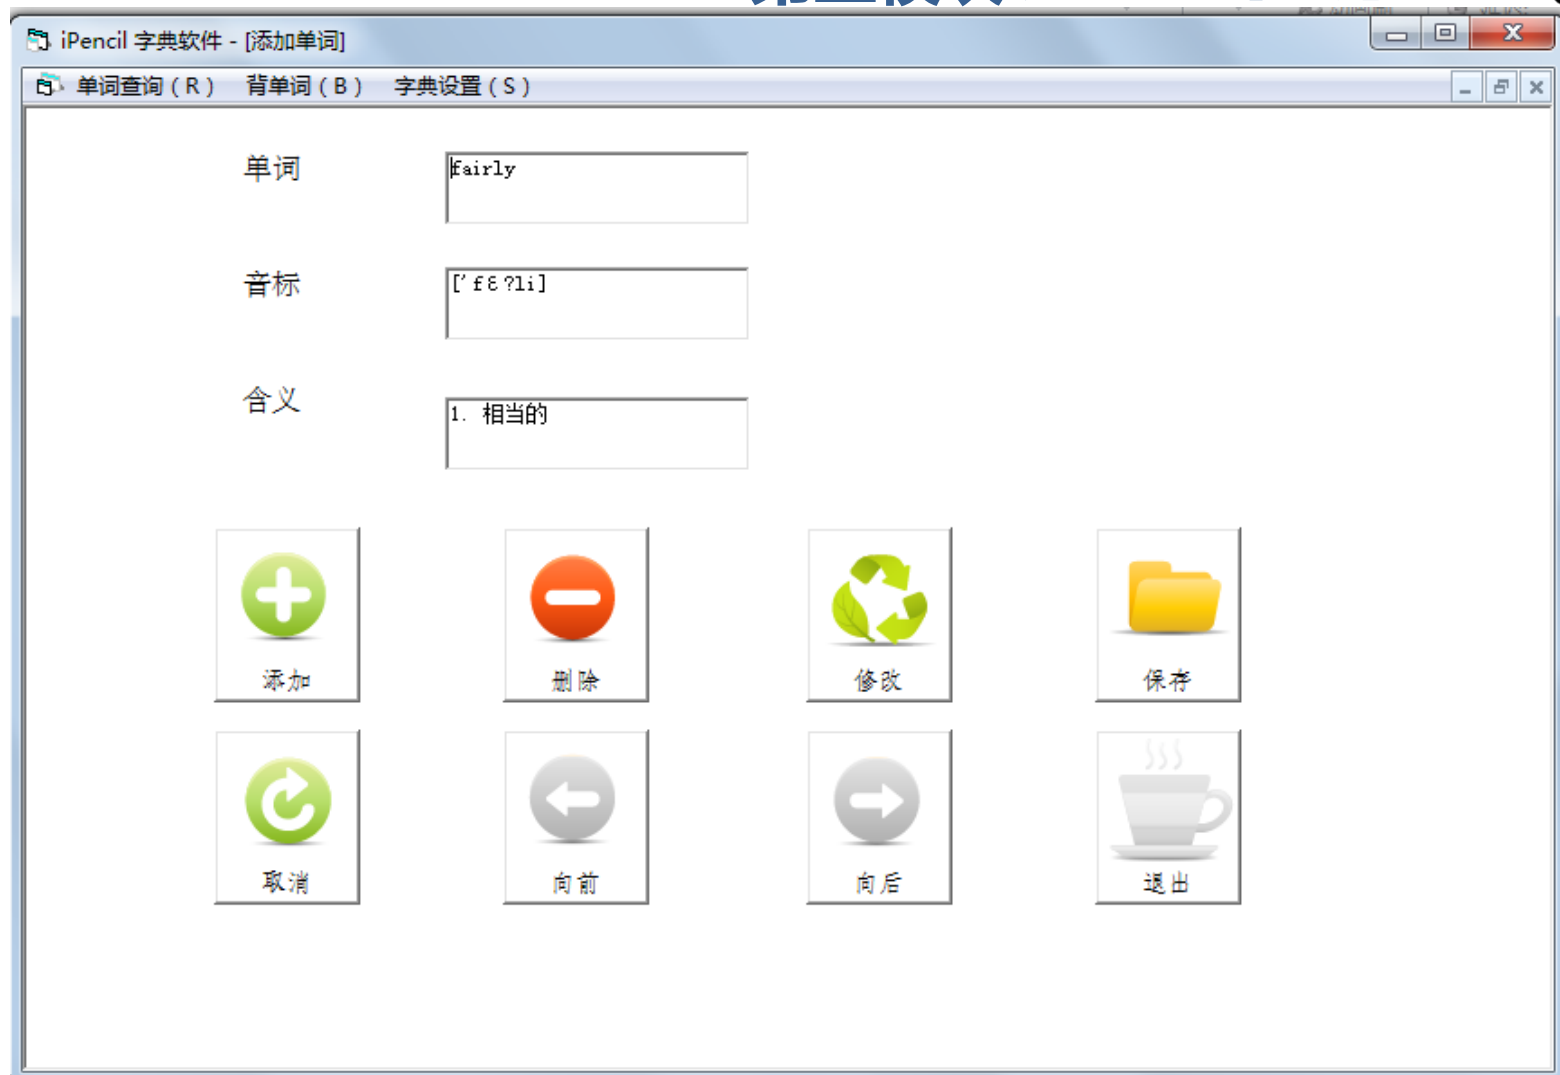 iPencil 字典软件 - [添加单词]
单词查询 ( R ) 背单词 ( B ) 字典设置 ( S )
单词 fairly
音标 ['fɛ?li]
含义 1. 相当的
添加 删除 修改 保存
取消 向前 向后 退出